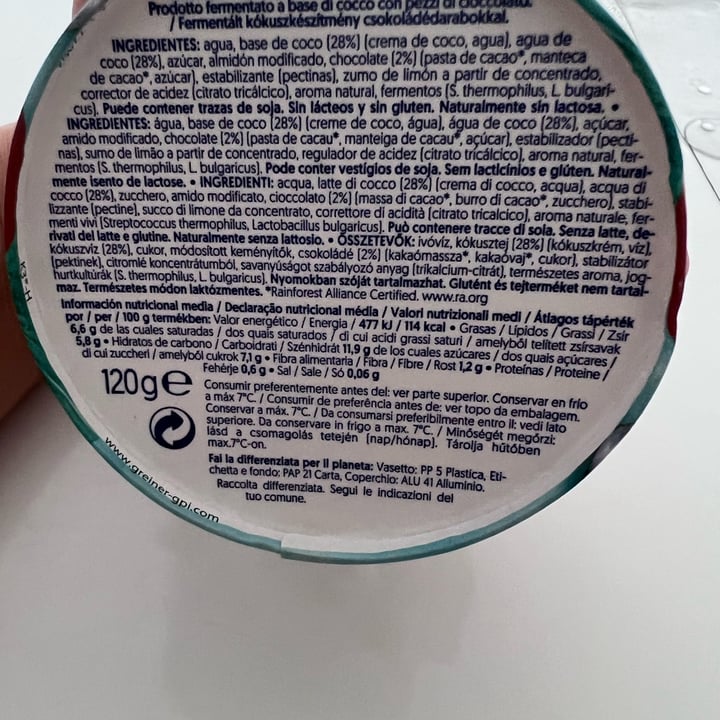 Prodotto fermentato a base di cocco con pezzi di cioccolato.
/ Fermentált kókuszkészítmény csokoládédarabokkal.
INGREDIENTES: agua, base de coco (28%) (crema de coco, agua), agua de
coco (28%), azúcar, almidón modificado, chocolate (2%) (pasta de cacao*, manteca
de cacao*, azúcar), estabilizante (pectinas), zumo de limón a partir de concentrado,
corrector de acidez (citrato tricálcico), aroma natural, fermentos (S. thermophilus, L. bulgari-
cus). Puede contener trazas de soja. Sin lácteos y sin gluten. Naturalmente sin lactosa. •
INGREDIENTES: água, base de coco (28%) (creme de coco, água), água de coco (28%), açúcar,
amido modificado, chocolate (2%) (pasta de cacau*, manteiga de cacau*, açúcar), estabilizador (pecti-
nas), sumo de limão a partir de concentrado, regulador de acidez (citrato tricálcico), aroma natural, fer-
mentos (S. thermophilus, L. bulgaricus). Pode conter vestígios de soja. Sem lacticínios e glúten. Natural-
mente isento de lactose. • INGREDIENTI: acqua, latte di cocco (28%) (crema di cocco, acqua), acqua di
cocco (28%), zucchero, amido modificato, cioccolato (2%) (massa di cacao*, burro di cacao*, zucchero), stabi-
lizzante (pectine), succo di limone da concentrato, correttore di acidità (citrato tricalcico), aroma naturale, fer-
menti vivi (Streptococcus thermophilus, Lactobacillus bulgaricus). Può contenere tracce di soia. Senza latte, de-
rivati del latte e glutine. Naturalmente senza lattosio. • ÖSSZETEVŐK: ivóvíz, kókusztej (28%) (kókuszkrém, víz),
kókuszvíz (28%), cukor, módosított keményítők, csokoládé (2%) (kakaómassza*, kakaóvaj*, cukor), stabilizátor
(pektinek), citromlé koncentrátumból, savanyúságot szabályozó anyag (trikalcium-citrát), természetes aroma, jog-
hurtkultúrák (S. thermophilus, L. bulgaricus). Nyomokban szóját tartalmazhat. Glutént és tejterméket nem tartal-
maz. Természetes módon laktózmentes. *Rainforest Alliance Certified. www.ra.org
Información nutricional media / Declaração nutricional média / Valori nutrizionali medi / Átlagos tápérték
por / per / 100 g termékben: Valor energético / Energia / 477 kJ / 114 kcal • Grasas / Lípidos / Grassi / Zsír
6,6 g de las cuales saturadas / dos quais saturados / di cui acidi grassi saturi / amelyből telített zsírsavak
5,8 g • Hidratos de carbono / Carboidrati / Szénhidrát 11,9 g de los cuales azúcares / dos quais açúcares /
di cui zuccheri / amelyből cukrok 7,1 g • Fibra alimentaria / Fibra / Fibre / Rost 1,2 g • Proteínas / Proteine /
Fehérje 0,6 g • Sal / Sale / Só 0,06 g
120g e
Consumir preferentemente antes del: ver parte superior. Conservar en frío
a máx 7°C. / Consumir de preferência antes de: ver topo da embalagem.
Conservar a máx. 7°C. / Da consumarsi preferibilmente entro il: vedi lato
superiore. Da conservare in frigo a max. 7°C. / Minőségét megőrzi:
lásd a csomagolás tetején (nap/hónap). Tárolja hűtőben
max.7°C-on.
Fai la differenziata per il pianeta: Vasetto: PP 5 Plastica, Eti-
chetta e fondo: PAP 21 Carta, Coperchio: ALU 41 Alluminio.
Raccolta differenziata. Segui le indicazioni del
tuo comune.
www.greiner-gpi.com